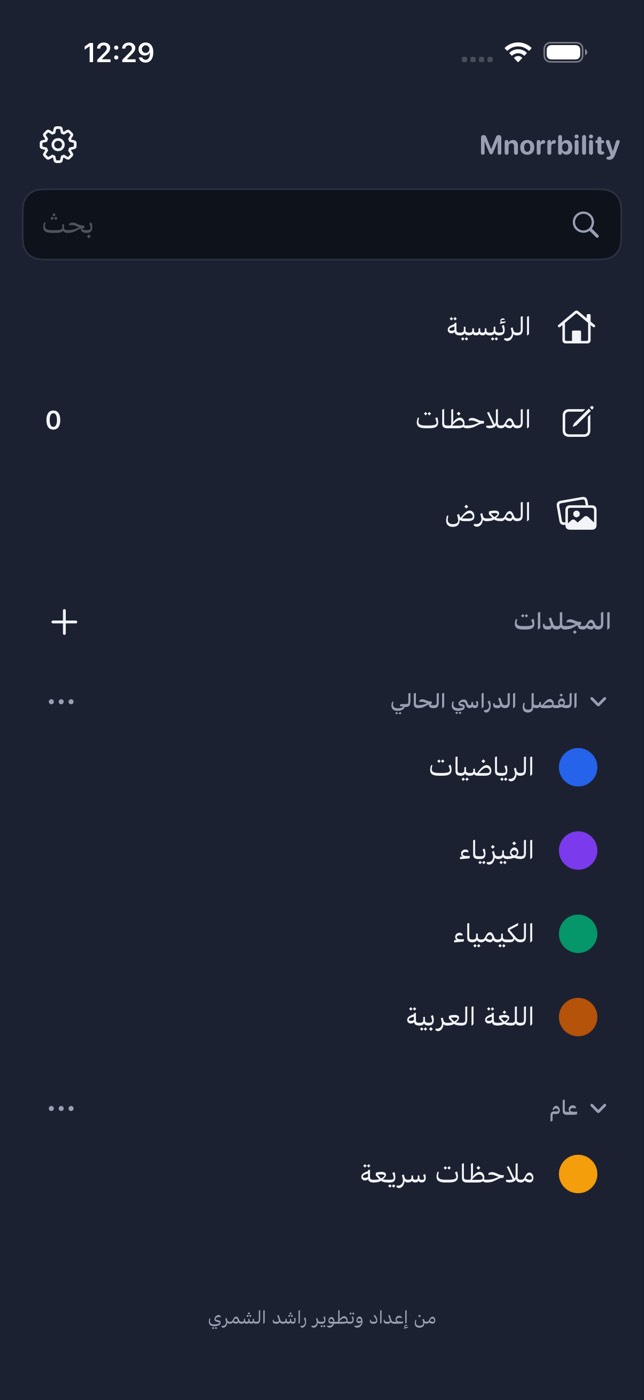 12:29
Mnorrbility
بحث
الرئيسية
الملاحظات 0
المعرض
المجلدات
الفصل الدراسي الحالي
الرياضيات
الفيزياء
الكيمياء
اللغة العربية
عام
ملاحظات سريعة
من إعداد وتطوير راشد الشمري